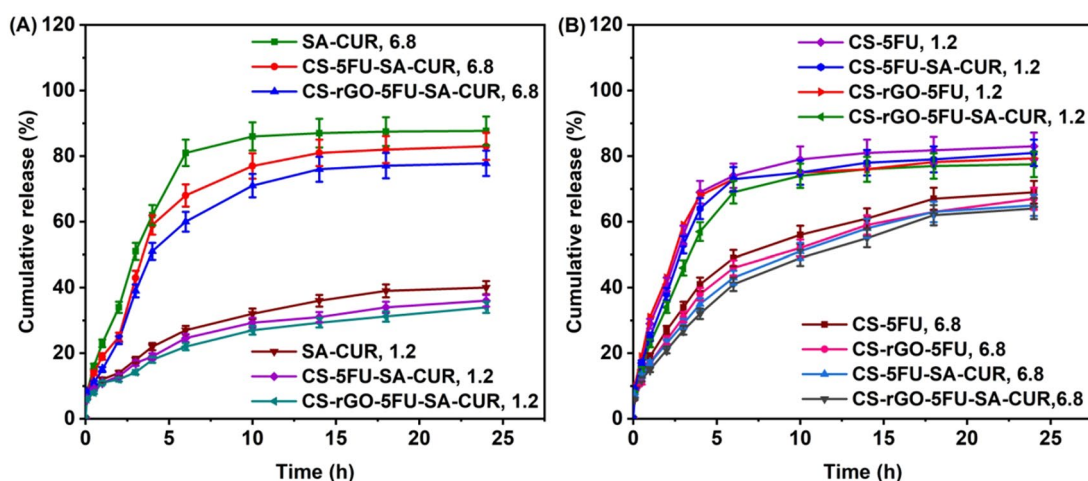 (A)
120
100
80
60
40
20
0
Cumulative release (%)
SA-CUR, 6.8
CS-5FU-SA-CUR, 6.8
CS-rGO-5FU-SA-CUR, 6.8
SA-CUR, 1.2
CS-5FU-SA-CUR, 1.2
CS-rGO-5FU-SA-CUR, 1.2
0 5 10 15 20 25
Time (h)
(B)
120
100
80
60
40
20
0
Cumulative release (%)
CS-5FU, 1.2
CS-5FU-SA-CUR, 1.2
CS-rGO-5FU, 1.2
CS-rGO-5FU-SA-CUR, 1.2
CS-5FU, 6.8
CS-rGO-5FU, 6.8
CS-5FU-SA-CUR, 6.8
CS-rGO-5FU-SA-CUR,6.8
0 5 10 15 20 25
Time (h)